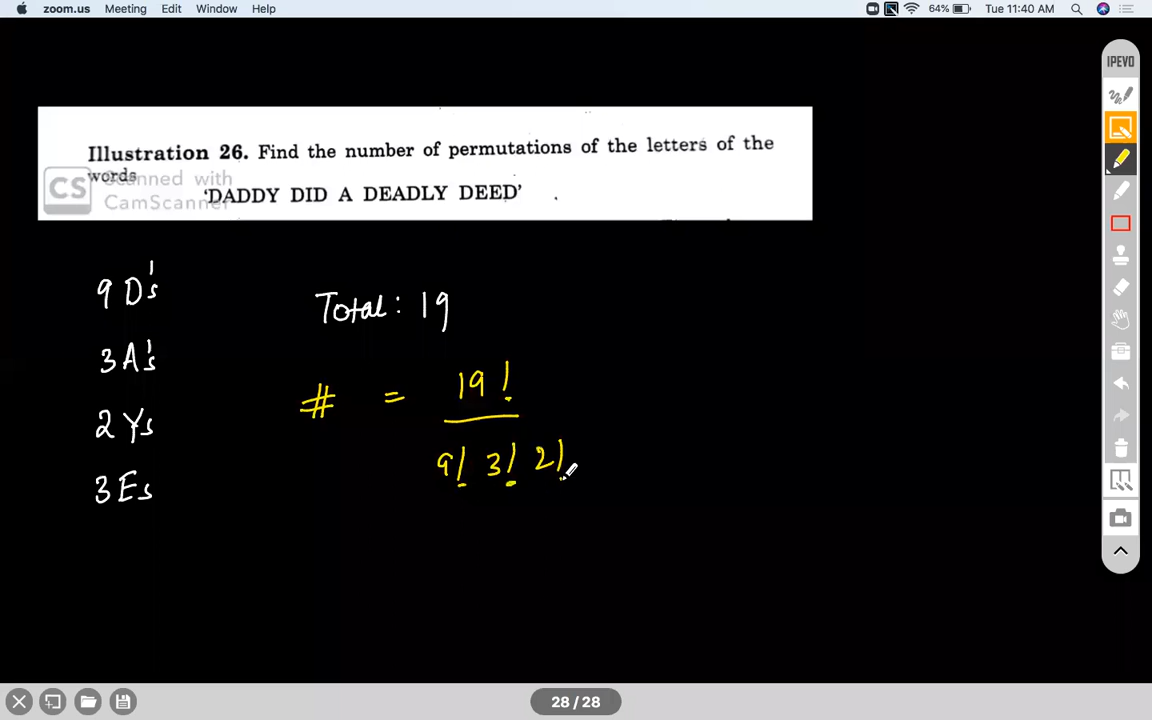 zoom.us Meeting Edit Window Help 64% Tue 11:40 AM
IPEVO
Illustration 26. Find the number of permutations of the letters of the
words
'DADDY DID A DEADLY DEED'
CS Scanned with
CamScanner
9 D's
Total: 19
3 A's
# = 19!
9! 3! 2!
2 Ys
3 Es
28 / 28